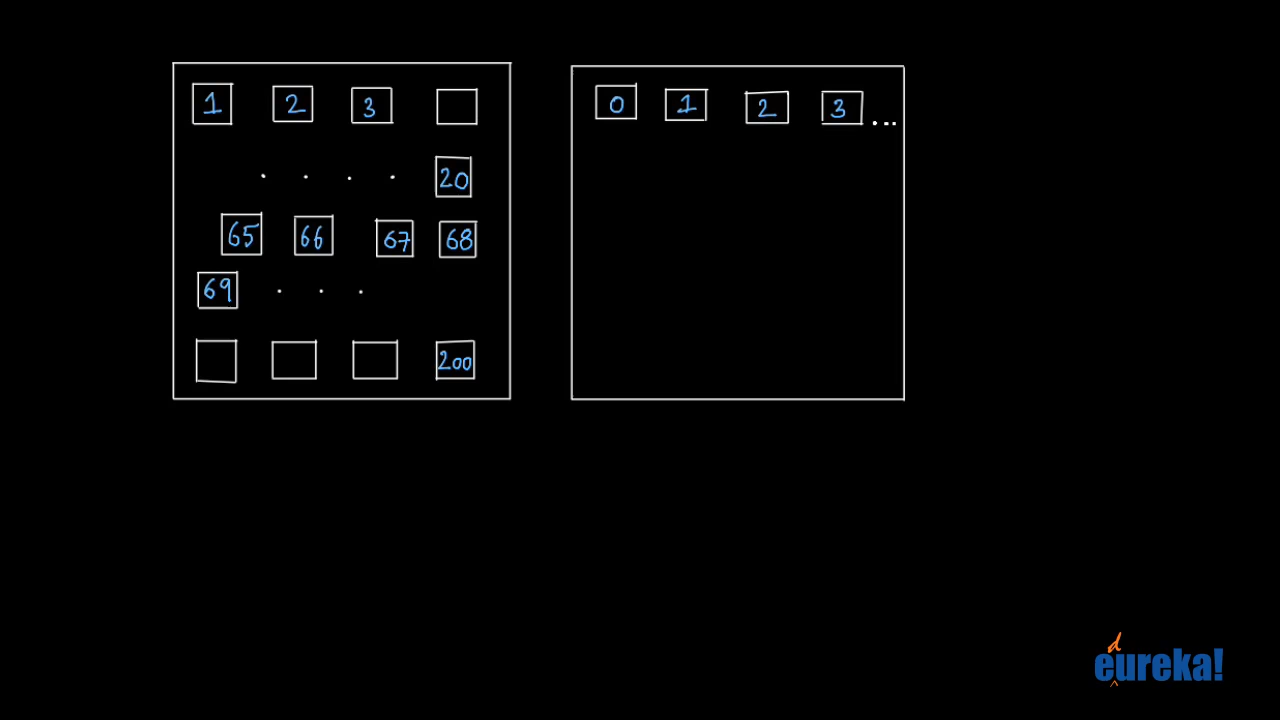 1 2 3
. . . . 20
65 66 67 68
69 . . .
200
0 1 2 3 ...
d
eureka!
^